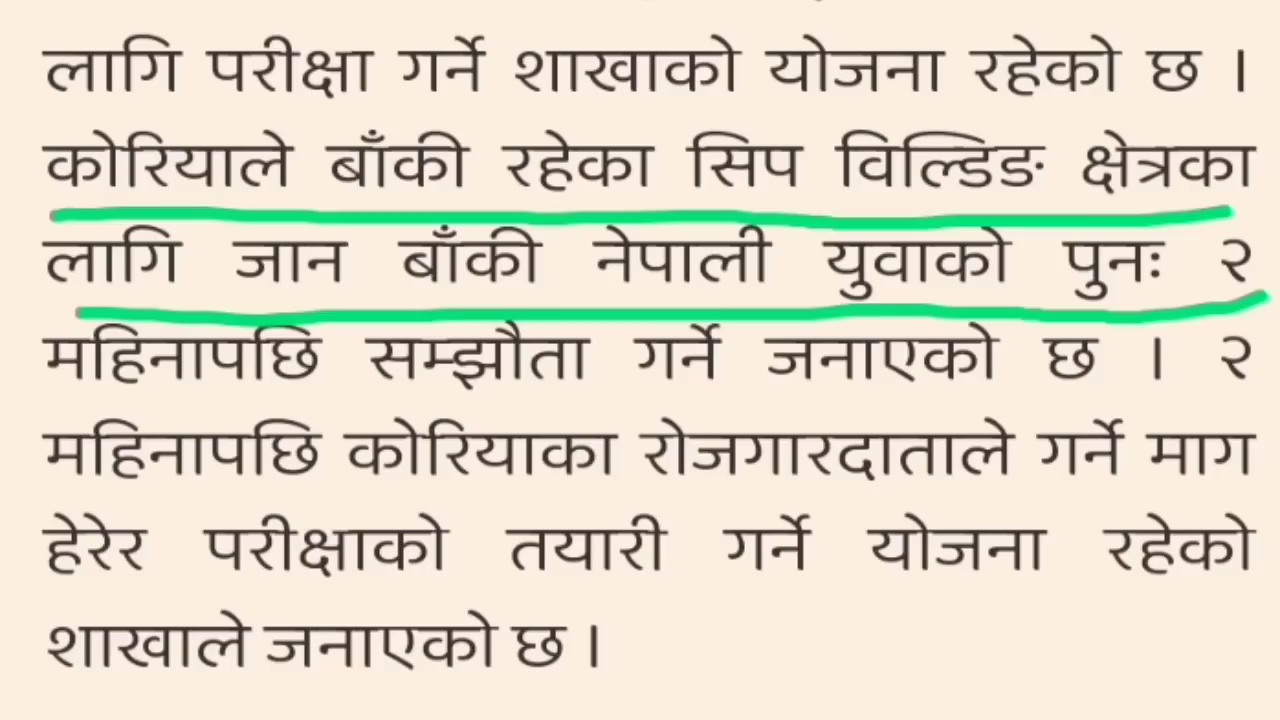 लागि परीक्षा गर्ने शाखाको योजना रहेको छ ।
कोरियाले बाँकी रहेका सिप विल्डिङ क्षेत्रका
लागि जान बाँकी नेपाली युवाको पुनः २
महिनापछि सम्झौता गर्ने जनाएको छ । २
महिनापछि कोरियाका रोजगारदाताले गर्ने माग
हेरेर परीक्षाको तयारी गर्ने योजना रहेको
शाखाले जनाएको छ ।